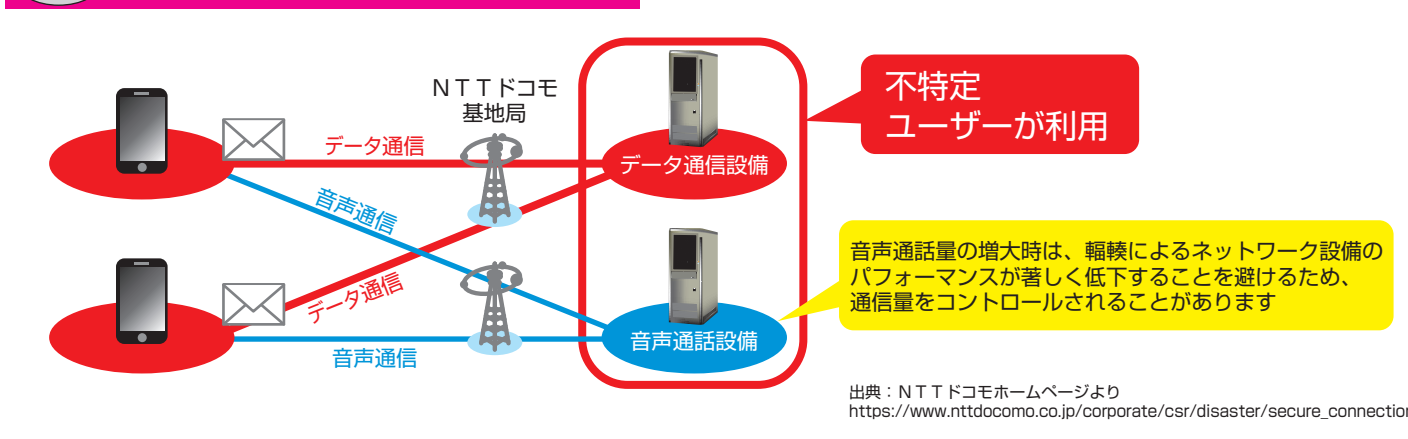 NTTドコモ
基地局
データ通信
音声通信
データ通信
音声通信
データ通信設備
音声通話設備
不特定
ユーザーが利用
音声通話量の増大時は、輻輳によるネットワーク設備の
パフォーマンスが著しく低下することを避けるため、
通信量をコントロールされることがあります
出典：NTTドコモホームページより
https://www.nttdocomo.co.jp/corporate/csr/disaster/secure_connection